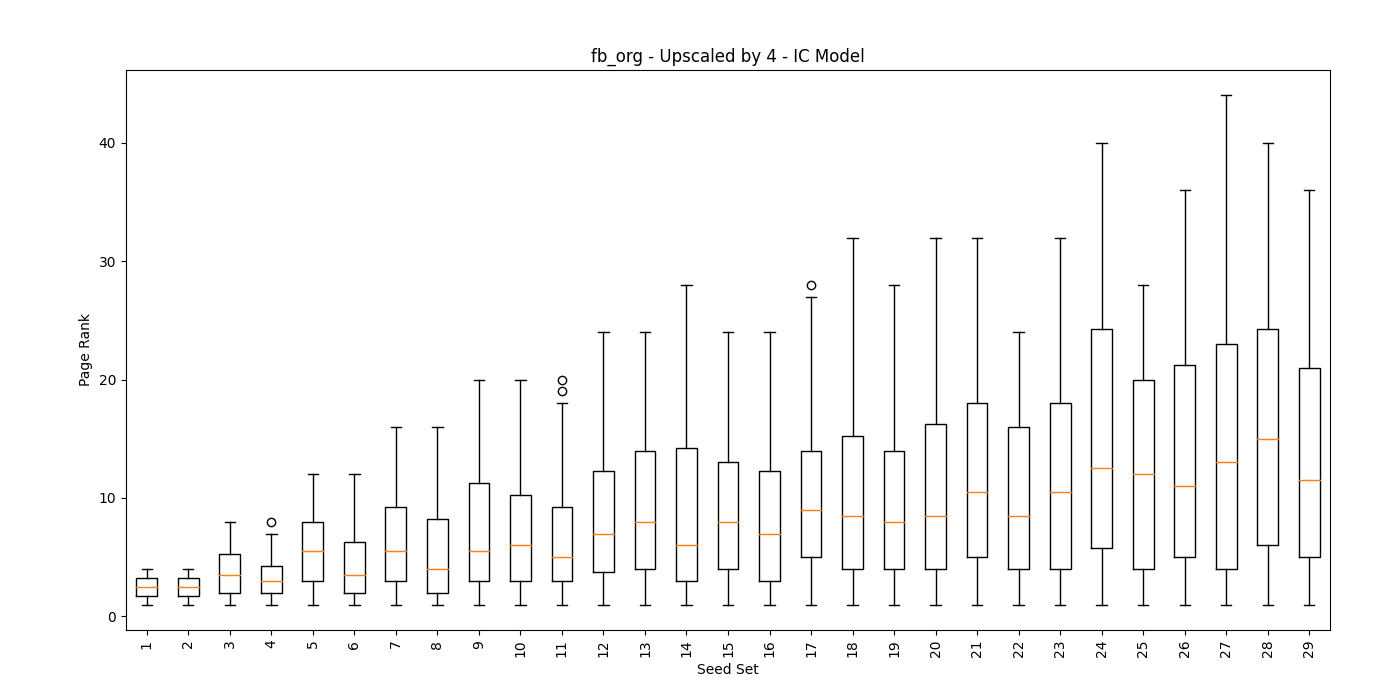 fb_org - Upscaled by 4 - IC Model
40
30
20
10
0
Page Rank
1 2 3 4 5 6 7 8 9 10 11 12 13 14 15 16 17 18 19 20 21 22 23 24 25 26 27 28 29
Seed Set